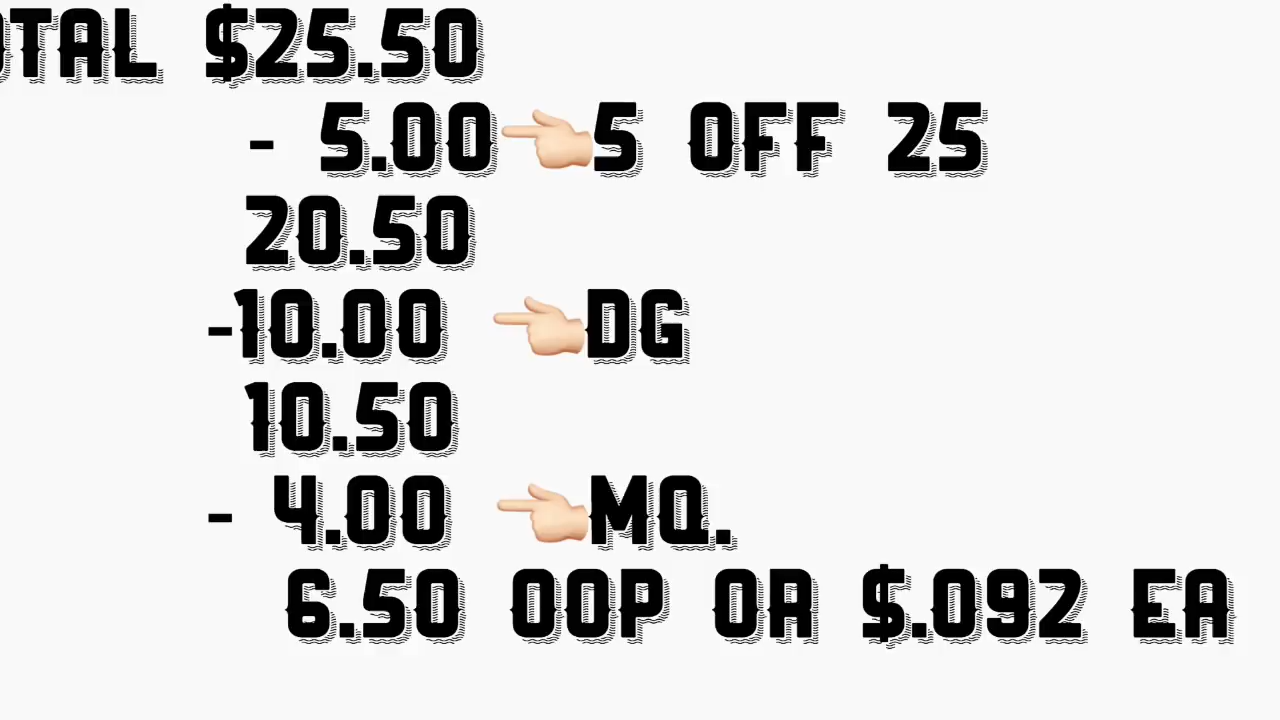 OTAL $25.50
- 5.00👈🏻5 OFF 25
20.50
-10.00 👈🏻DG
10.50
- 4.00 👈🏻MQ.
6.50 OOP OR $.092 EA